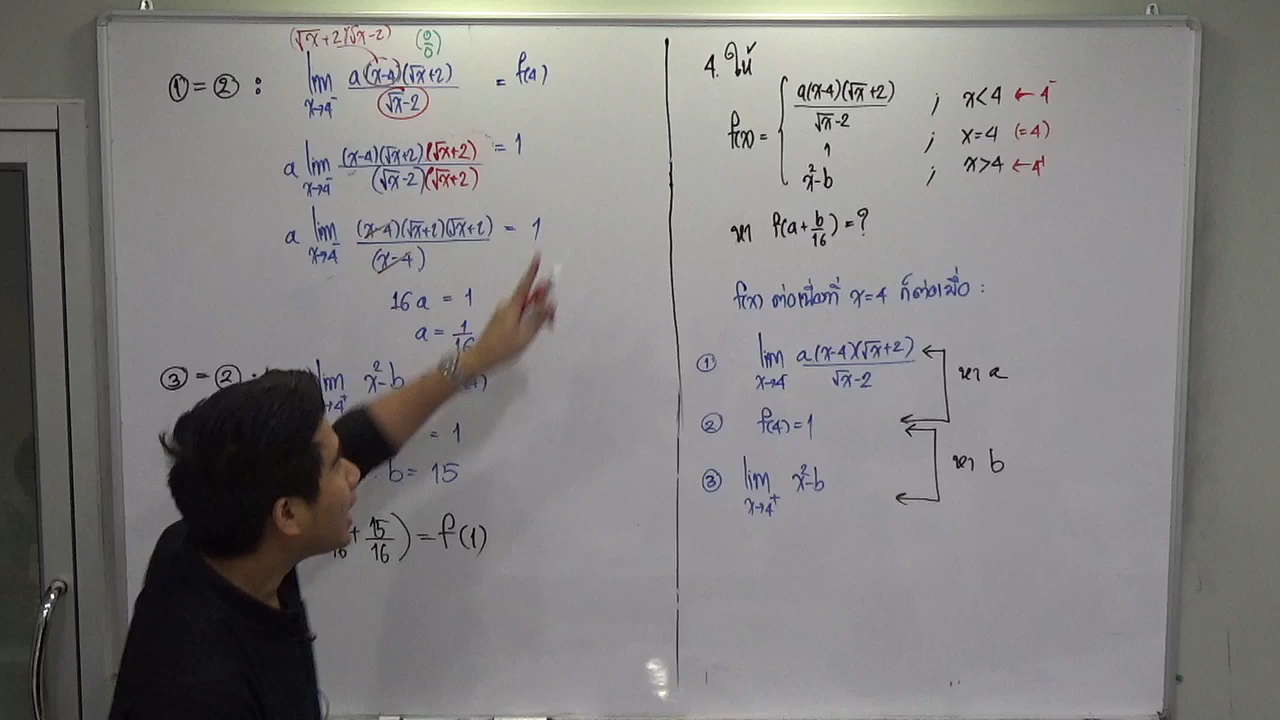 (√x+2)(√x-2) (0/0)
①=② : lim x→4⁻ a(x-4)(√x+2)/(√x-2) = f(4)
a lim x→4⁻ (x-4)(√x+2)(√x+2)/(√x-2)(√x+2) = 1
a lim x→4⁻ (x-4)(√x+2)(√x+2)/(x-4) = 1
16a = 1
a = 1/16
③=② : lim x→4⁺ x²-b
= 1
b = 15
+ 15/16) = f(1)
4. ให้
f(x) = { a(x-4)(√x+2)/(√x-2) ; x<4 ← 4⁻
1 ; x=4 (=4)
x²-b ; x>4 ← 4⁺
หา f(a+b/16) = ?
f(x) ต่อเนื่องที่ x=4 ก็ต่อเมื่อ :
① lim x→4⁻ a(x-4)(√x+2)/(√x-2)
หา a
② f(4)=1
หา b
③ lim x→4⁺ x²-b